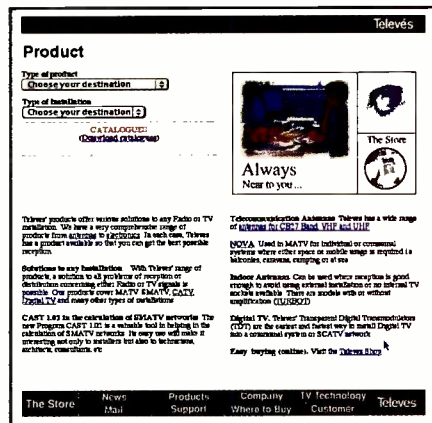 Televés
Product
Type of product
Choose your destination
Type of Installation
Choose your destination
CATALOGUE:
(Download catalogues)
The Store
Always
Near to you ...
Televes' products offer various solutions to any Radio or TV
installation. We have a very comprehensive range of
products from antennas to electronics. In each case, Televes
has a product available so that you can get the best possible
reception.
Solutions to any Installation With Televes' range of
products, a solution to all problems of reception or
distribution concerning either Radio or TV signals is
possible. Our products cover: MATV SMATV, CATV,
Digital TV and many other types of installations
CAST 1.03 in the calculation of SMATV networks The
new Program CAST 1.03 is a valuable tool in helping in the
calculation of SMATV networks. Its easy use will make it
interesting not only to installers but also to technicians,
architects, consultants, etc
Telecommunication Antennas Televes has a wide range
of antennas for CB27 Band, VHF and UHF
NOVA Used in MATV for individual or communal
systems where either space or mobile usage is required i.e.
balconies, caravans, camping or at sea
Indoor Antennas. Can be used where reception is good
enough to avoid using external installation or no internal TV
sockets available. There are models with or without
amplification (TURBOT)
Digital TV. Televes' Transparent Digital Transmodulators
(TDT) are the easiest and fastest way to install Digital TV
into a communal system or SCATV network
Easy buying (online). Visit the Televes Shop
The Store News Products Company TV Technology Televes
Mail Support Where to Buy Customer